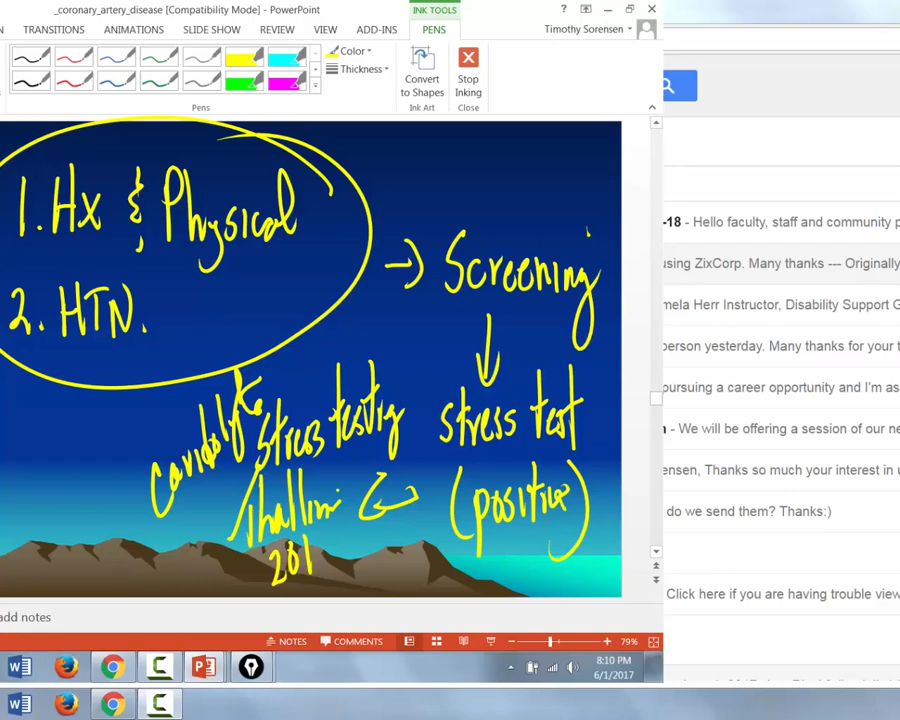 _coronary_artery_disease [Compatibility Mode] - PowerPoint
INK TOOLS
TRANSITIONS
ANIMATIONS
SLIDE SHOW
REVIEW
VIEW
ADD-INS
PENS
Timothy Sorensen
Color
Thickness
Convert
to Shapes
Stop
Inking
Pens
Ink Art
Close
1. Hx & Physical
2. HTN.
→ Screening
stress test
(positive)
stress testing
thallium
201
-18 - Hello faculty, staff and community p
using ZixCorp. Many thanks --- Originally
mela Herr Instructor, Disability Support G
person yesterday. Many thanks for your t
pursuing a career opportunity and I'm as
n - We will be offering a session of our ne
ensen, Thanks so much your interest in u
do we send them? Thanks:)
Click here if you are having trouble view
add notes
NOTES
COMMENTS
79%
8:10 PM
6/1/2017